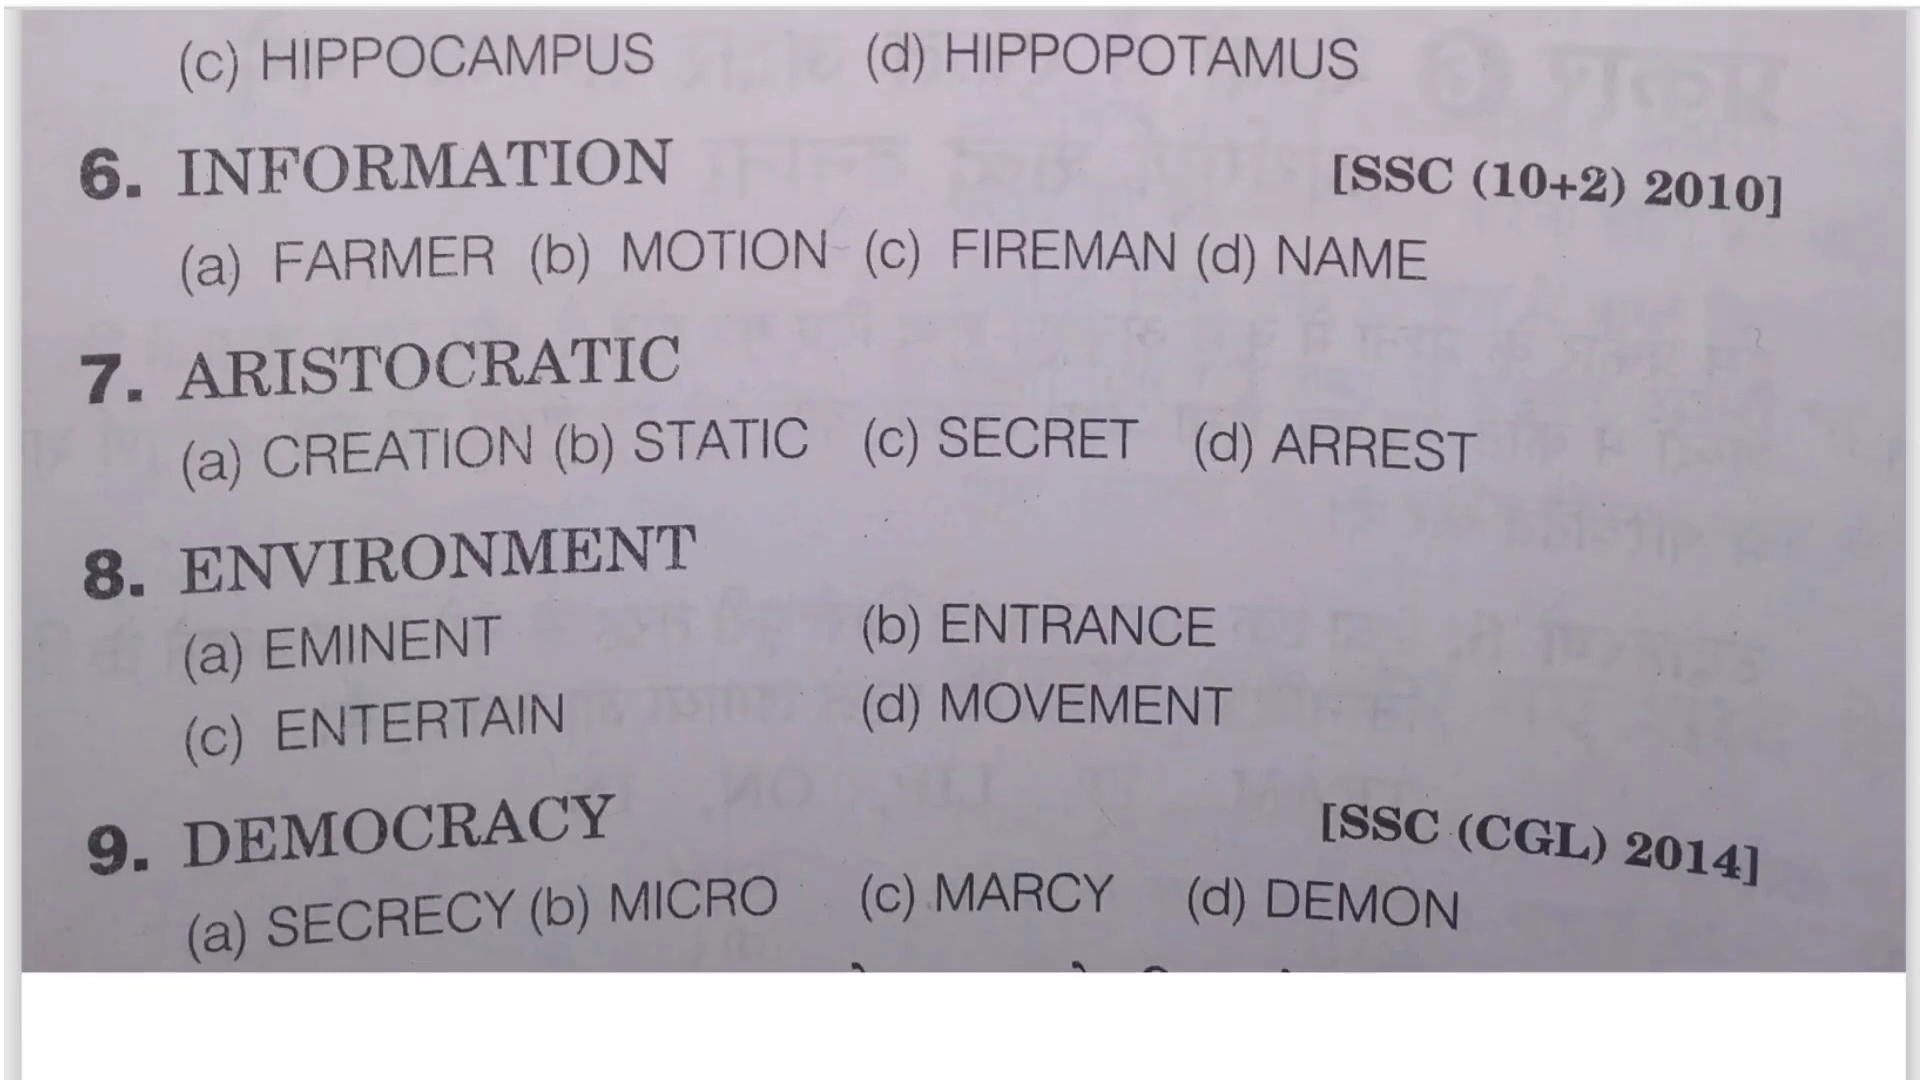 (c) HIPPOCAMPUS (d) HIPPOPOTAMUS
6. INFORMATION [SSC (10+2) 2010]
(a) FARMER (b) MOTION (c) FIREMAN (d) NAME
7. ARISTOCRATIC
(a) CREATION (b) STATIC (c) SECRET (d) ARREST
8. ENVIRONMENT
(a) EMINENT (b) ENTRANCE
(c) ENTERTAIN (d) MOVEMENT
9. DEMOCRACY [SSC (CGL) 2014]
(a) SECRECY (b) MICRO (c) MARCY (d) DEMON